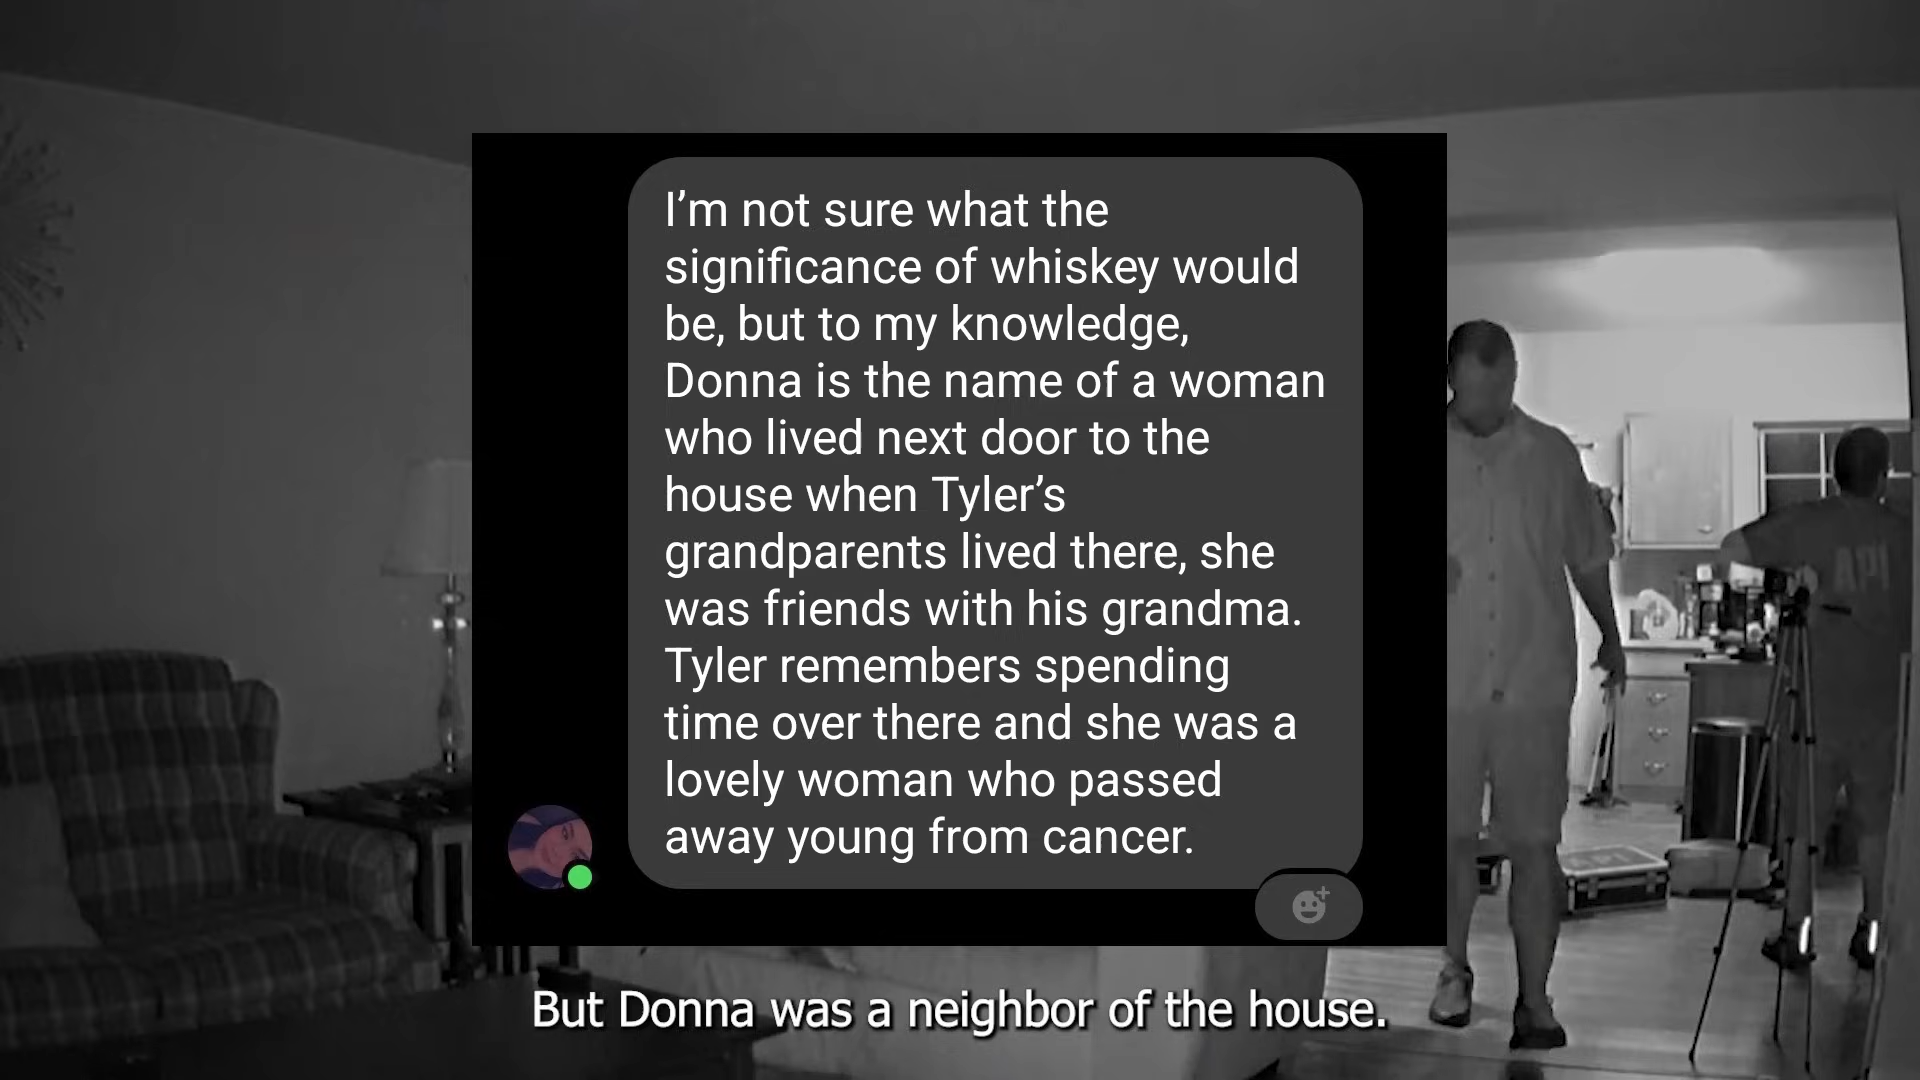 I’m not sure what the
significance of whiskey would
be, but to my knowledge,
Donna is the name of a woman
who lived next door to the
house when Tyler’s
grandparents lived there, she
was friends with his grandma.
Tyler remembers spending
time over there and she was a
lovely woman who passed
away young from cancer.
API
API
But Donna was a neighbor of the house.